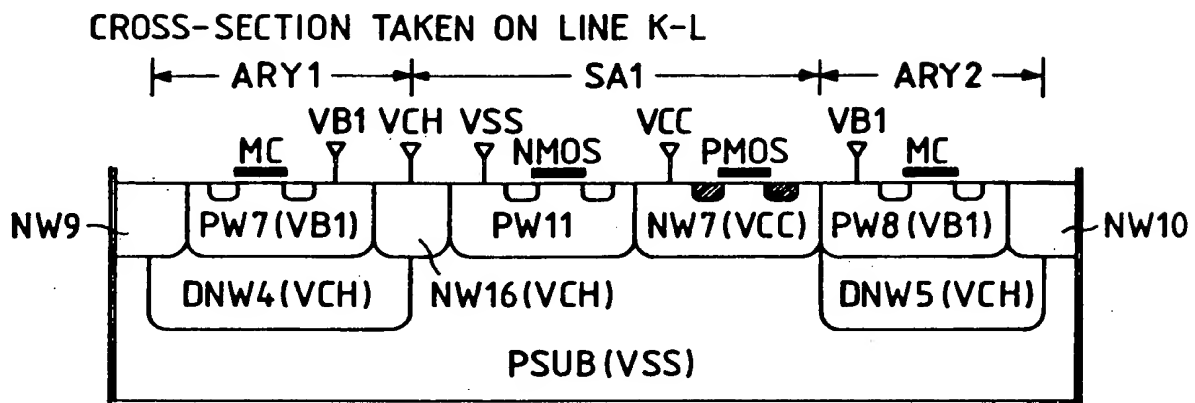 CROSS-SECTION TAKEN ON LINE K-L
ARY1 SA1 ARY2
VB1 VCH VSS VCC VB1
MC NMOS PMOS MC
NW9 PW7(VB1) PW11 NW7(VCC) PW8(VB1) NW10
DNW4(VCH) NW16(VCH) DNW5(VCH)
PSUB(VSS)